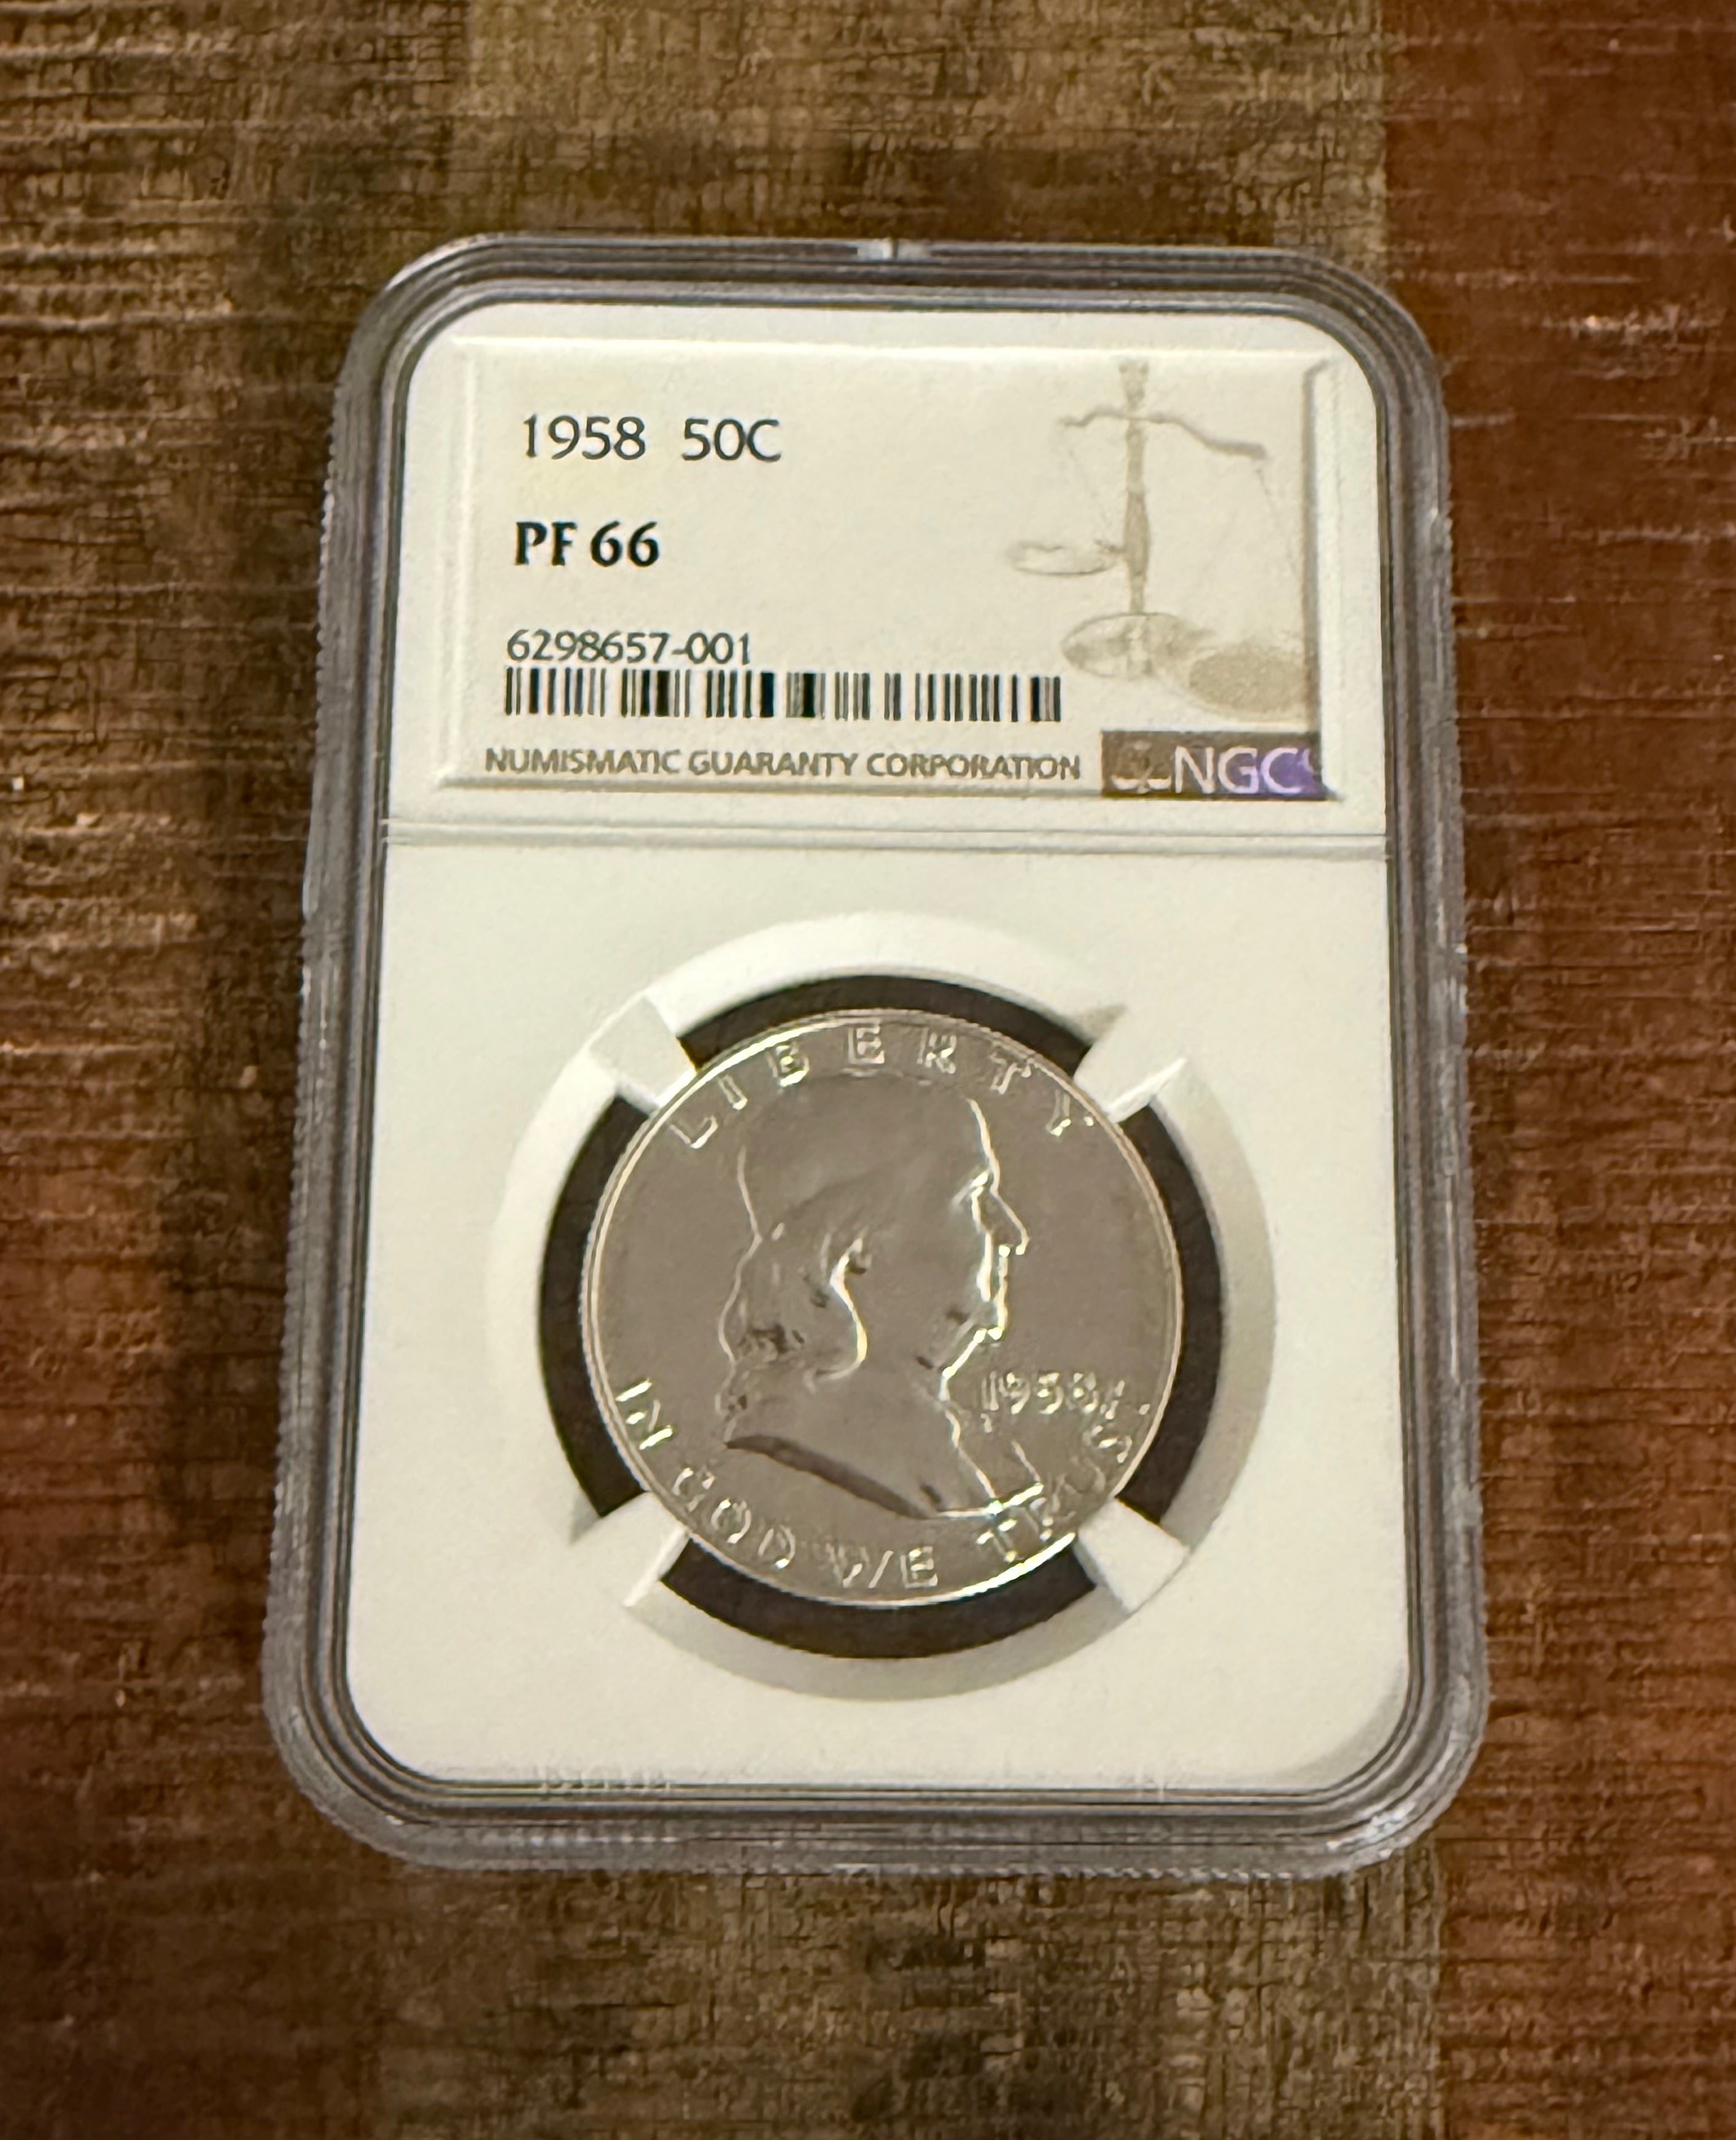 1958 50C
PF 66
6298657-001
NUMISMATIC GUARANTY CORPORATION NGC
LIBERTY
1958
IN GOD WE TRUST